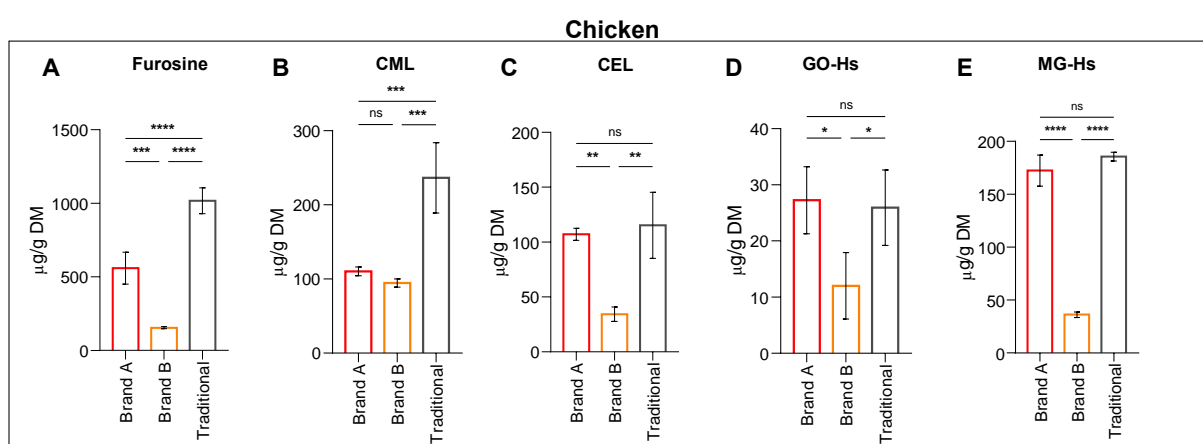 Chicken
A Furosine
μg/g DM
1500
1000
500
0
****
*** ****
Brand A
Brand B
Traditional
B CML
μg/g DM
300
200
100
0
***
ns ***
Brand A
Brand B
Traditional
C CEL
μg/g DM
200
150
100
50
0
ns
** **
Brand A
Brand B
Traditional
D GO-Hs
μg/g DM
40
30
20
10
0
ns
* *
Brand A
Brand B
Traditional
E MG-Hs
μg/g DM
200
150
100
50
0
ns
**** ****
Brand A
Brand B
Traditional